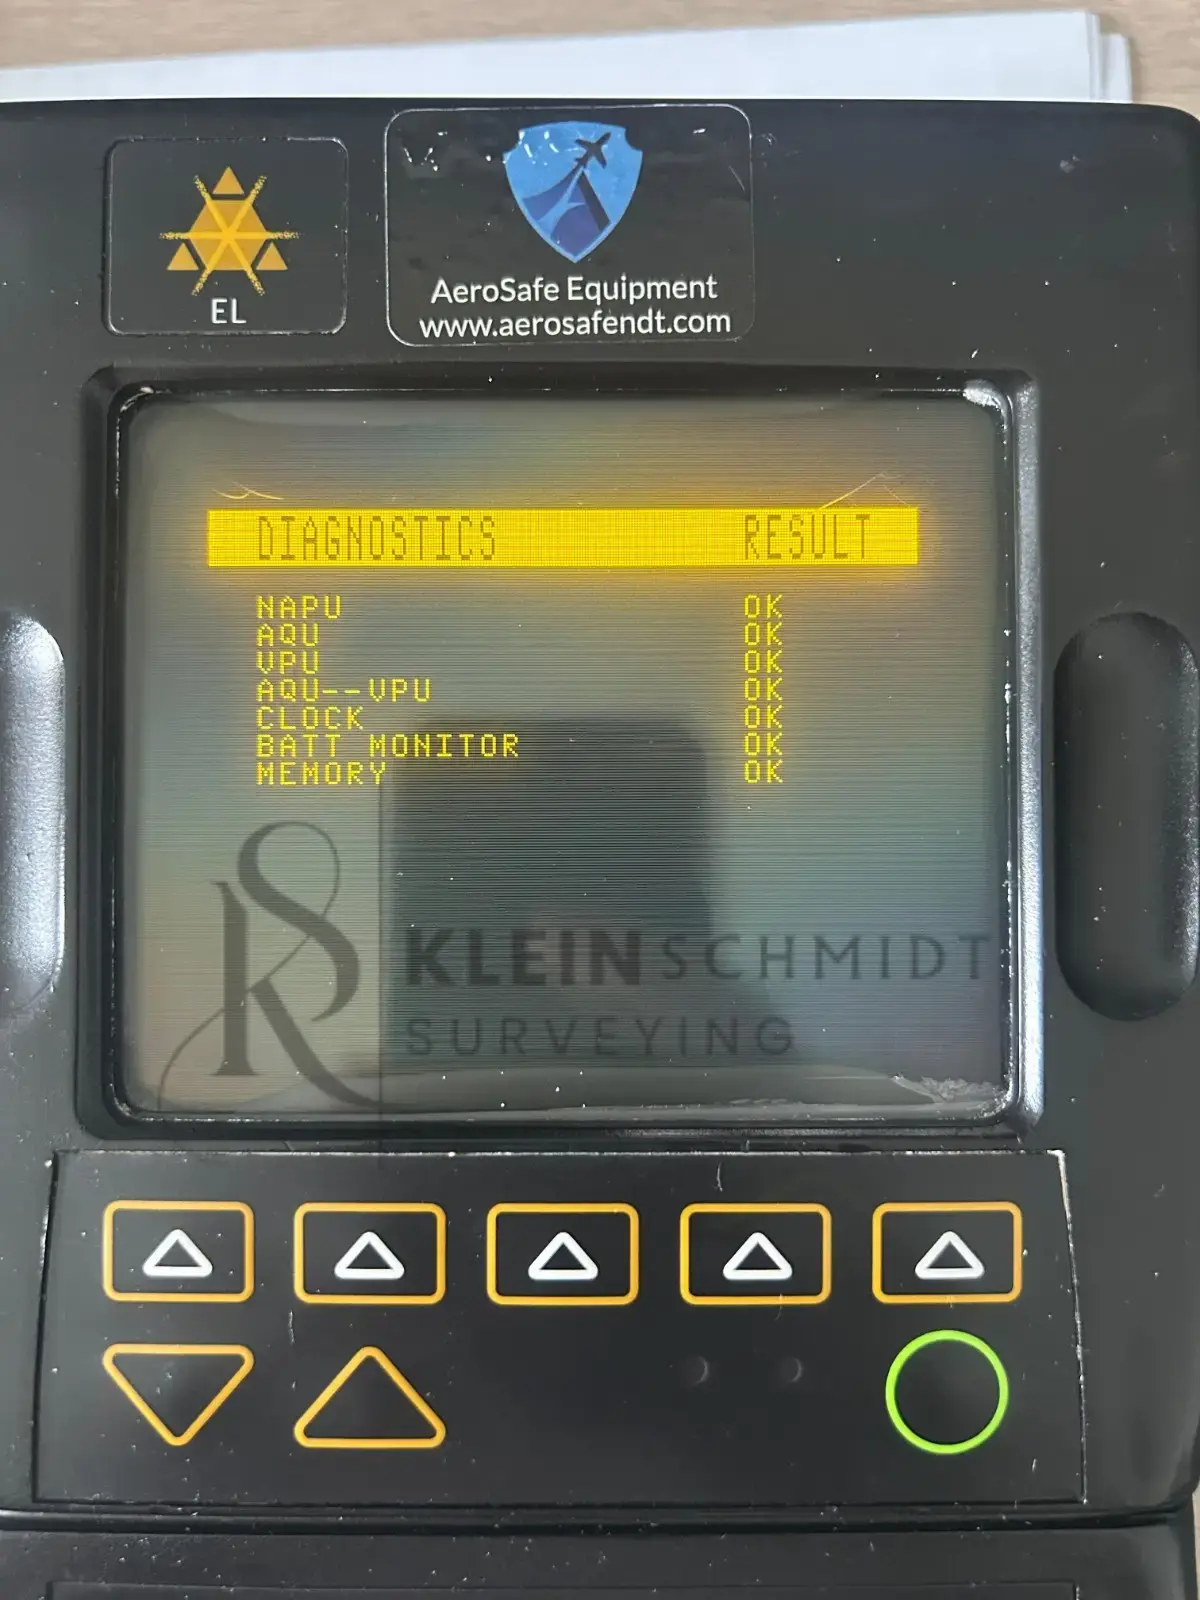 EL
AeroSafe Equipment
www.aerosafendt.com
DIAGNOSTICS RESULT
NAPU OK
AQU OK
VPU OK
AQU--VPU OK
CLOCK OK
BATT MONITOR OK
MEMORY OK
KLEINSCHMIDT
SURVEYING